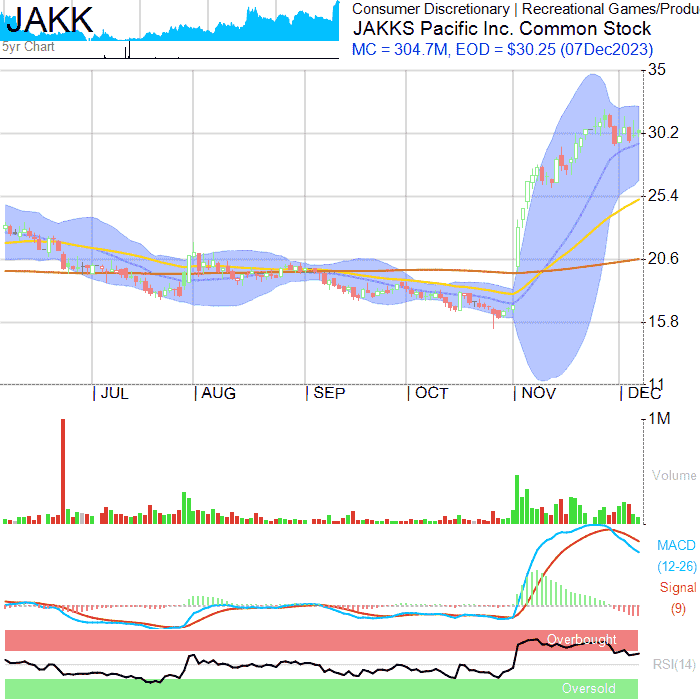 JAKK
5yr Chart
Consumer Discretionary | Recreational Games/Produ
JAKKS Pacific Inc. Common Stock
MC = 304.7M, EOD = $30.25 (07Dec2023)
35
30.2
25.4
20.6
15.8
11
JUL AUG SEP OCT NOV DEC
1M
Volume
MACD
(12-26)
Signal
(9)
Overbought
RSI(14)
Oversold